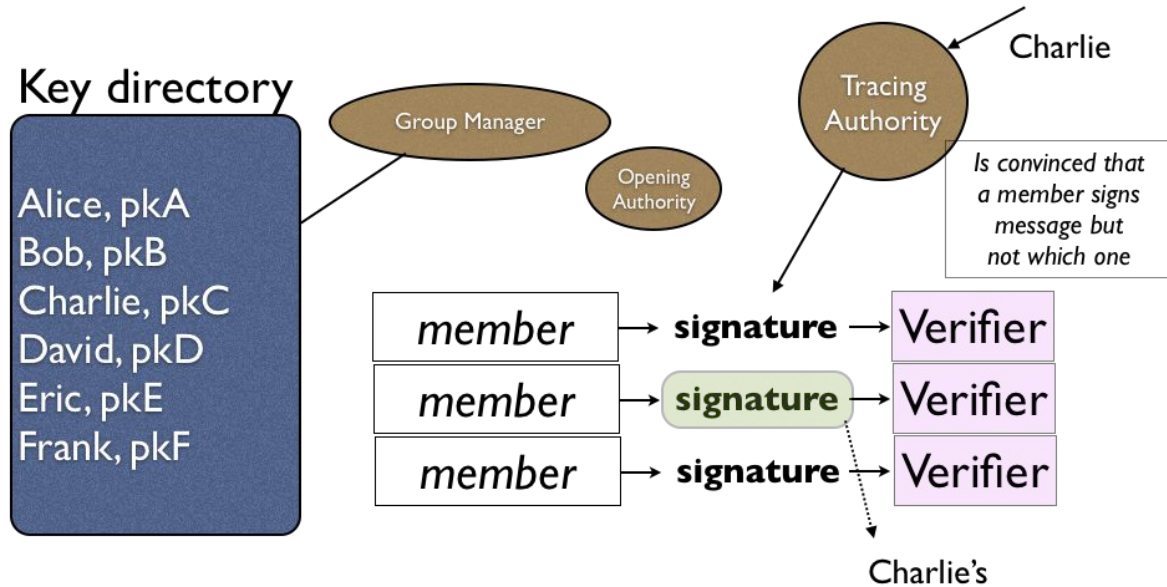 Key directory
Alice, pkA
Bob, pkB
Charlie, pkC
David, pkD
Eric, pkE
Frank, pkF
Group Manager
Opening
Authority
Tracing
Authority
Charlie
Is convinced that
a member signs
message but
not which one
member
signature
Verifier
member
signature
Verifier
member
signature
Verifier
Charlie's